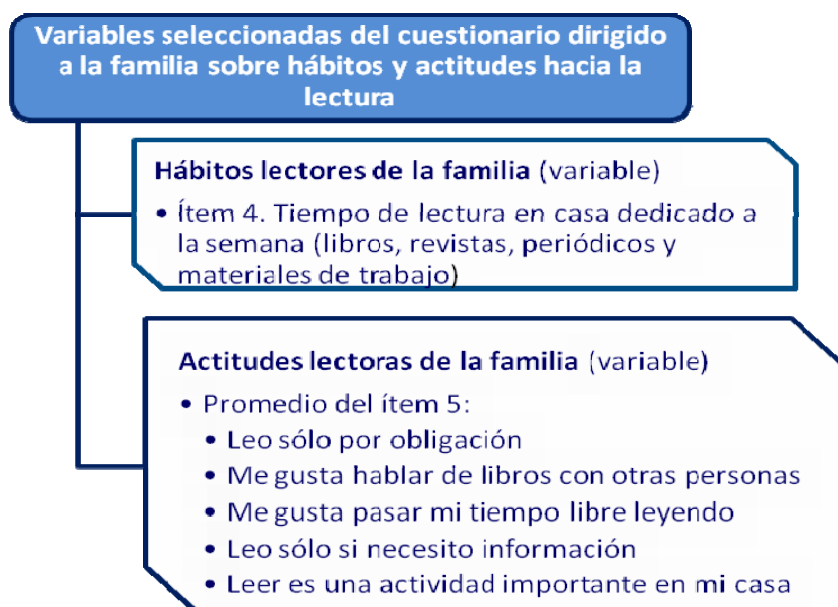 Variables seleccionadas del cuestionario dirigido
a la familia sobre hábitos y actitudes hacia la
lectura
Hábitos lectores de la familia (variable)
• Ítem 4. Tiempo de lectura en casa dedicado a
la semana (libros, revistas, periódicos y
materiales de trabajo)
Actitudes lectoras de la familia (variable)
• Promedio del ítem 5:
• Leo sólo por obligación
• Me gusta hablar de libros con otras personas
• Me gusta pasar mi tiempo libre leyendo
• Leo sólo si necesito información
• Leer es una actividad importante en mi casa